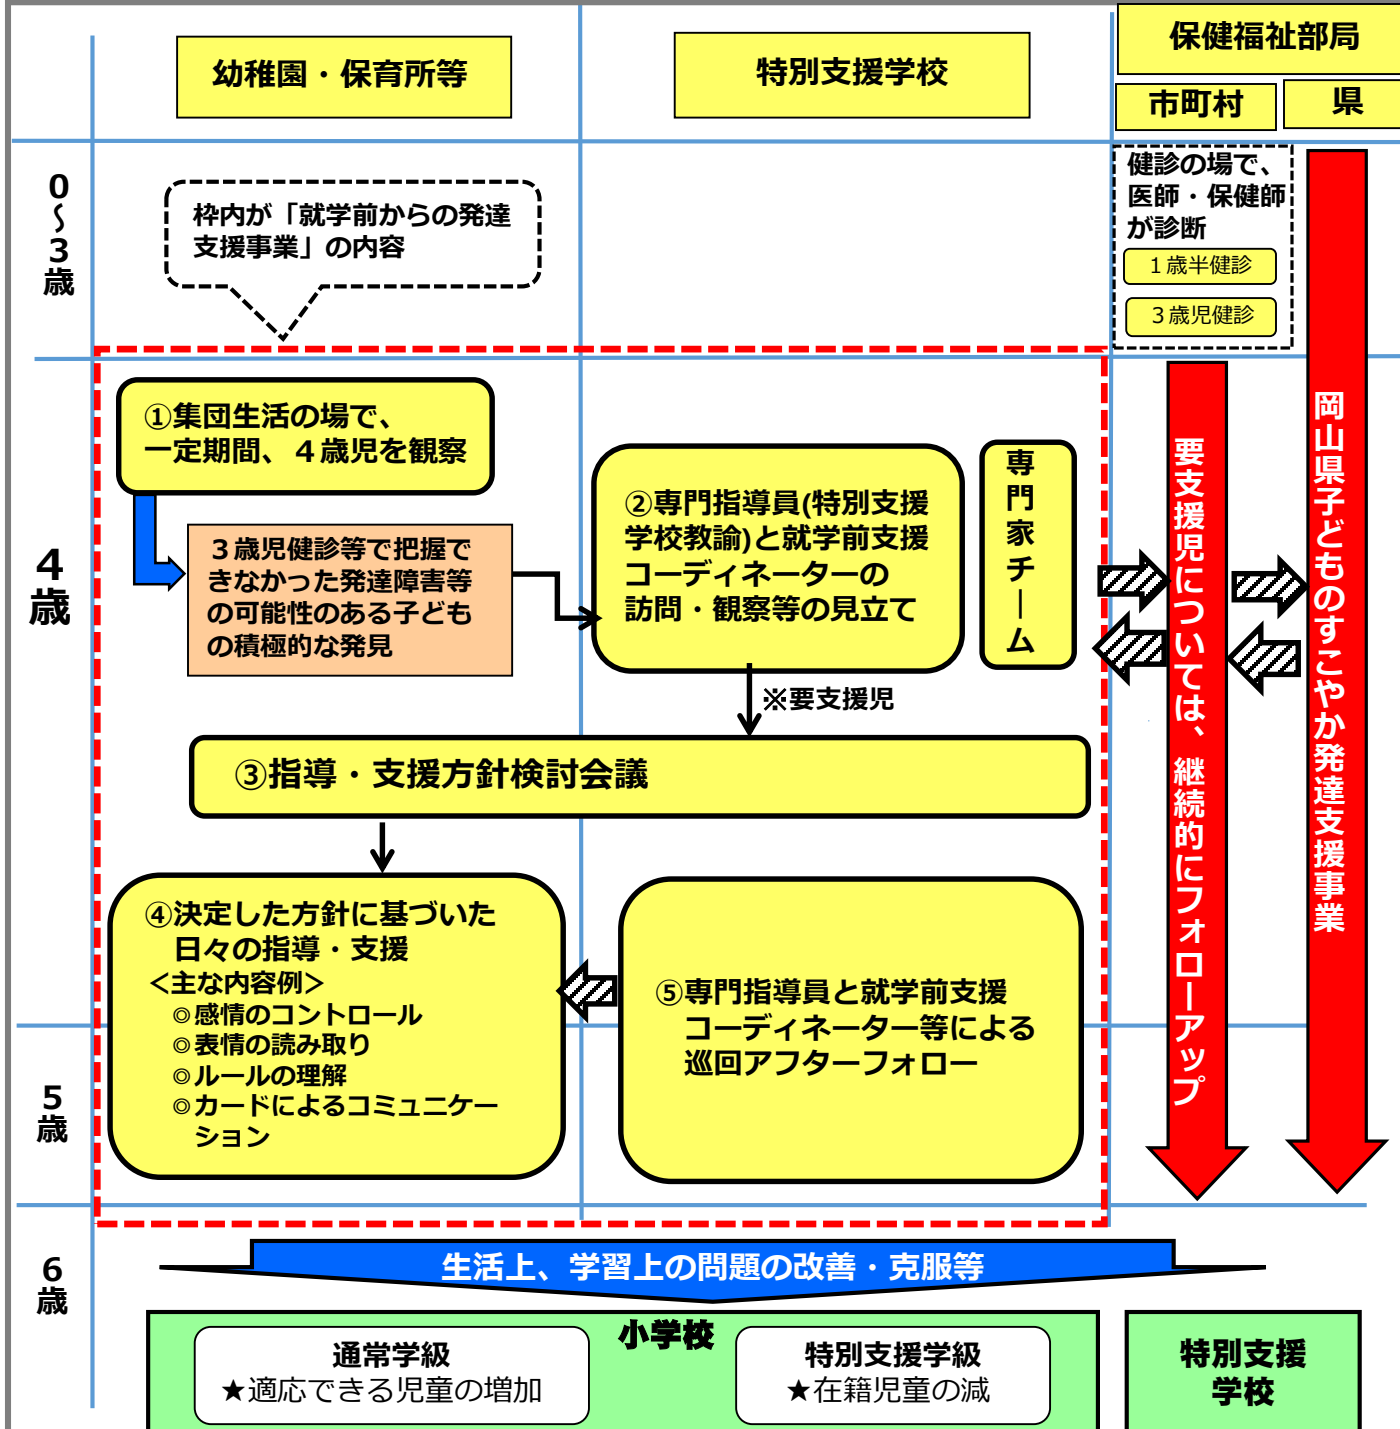 幼稚園・保育所等
特別支援学校
保健福祉部局
市町村
県
0～3歳
枠内が「就学前からの発達
支援事業」の内容
健診の場で、
医師・保健師
が診断
１歳半健診
３歳児健診
4歳
①集団生活の場で、
一定期間、４歳児を観察
３歳児健診等で把握で
きなかった発達障害等
の可能性のある子ども
の積極的な発見
②専門指導員(特別支援
学校教諭)と就学前支援
コーディネーターの
訪問・観察等の見立て
専門家チーム
※要支援児
③指導・支援方針検討会議
④決定した方針に基づいた
日々の指導・支援
＜主な内容例＞
◎感情のコントロール
◎表情の読み取り
◎ルールの理解
◎カードによるコミュニケー
ション
⑤専門指導員と就学前支援
コーディネーター等による
巡回アフターフォロー
要支援児については、継続的にフォローアップ
岡山県子どものすこやか発達支援事業
5歳
6歳
生活上、学習上の問題の改善・克服等
小学校
通常学級
★適応できる児童の増加
特別支援学級
★在籍児童の減
特別支援
学校